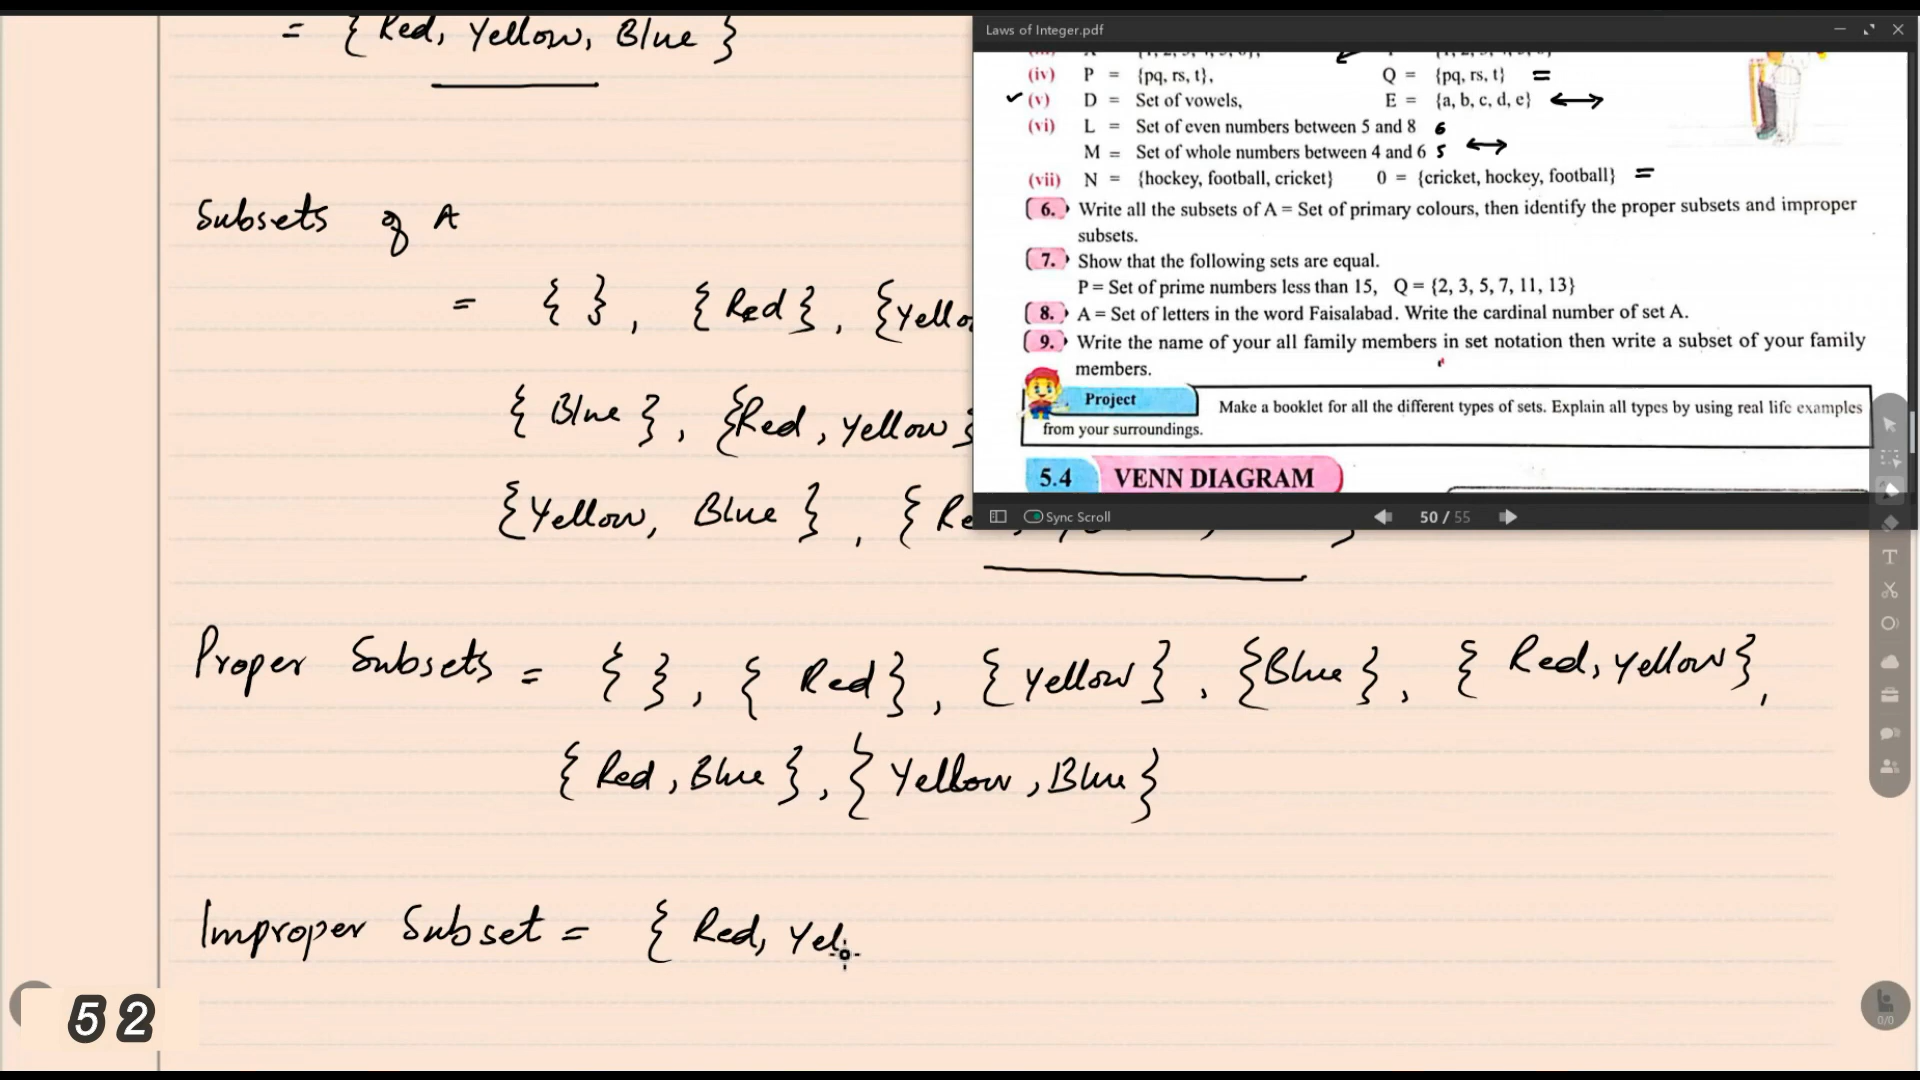 = { Red, Yellow, Blue }
Subsets of A
= { }, { Red }, {Yello
{ Blue }, {Red, Yellow}
{Yellow, Blue }, { Re
Proper Subsets = { }, { Red }, { Yellow }, { Blue }, { Red, Yellow },
{ Red, Blue }, { Yellow, Blue }
Improper Subset = { Red, Yel
52
Laws of Integer.pdf
(iv) P = {pq, rs, t}, Q = {pq, rs, t} =
✓ (v) D = Set of vowels, E = {a, b, c, d, e} ↔
(vi) L = Set of even numbers between 5 and 8 6
M = Set of whole numbers between 4 and 6 5 ↔
(vii) N = {hockey, football, cricket} 0 = {cricket, hockey, football} =
6. Write all the subsets of A = Set of primary colours, then identify the proper subsets and improper
subsets.
7. Show that the following sets are equal.
P = Set of prime numbers less than 15, Q = {2, 3, 5, 7, 11, 13}
8. A = Set of letters in the word Faisalabad. Write the cardinal number of set A.
9. Write the name of your all family members in set notation then write a subset of your family
members.
Project Make a booklet for all the different types of sets. Explain all types by using real life examples
from your surroundings.
5.4 VENN DIAGRAM
Sync Scroll 50 / 55
T
0/0